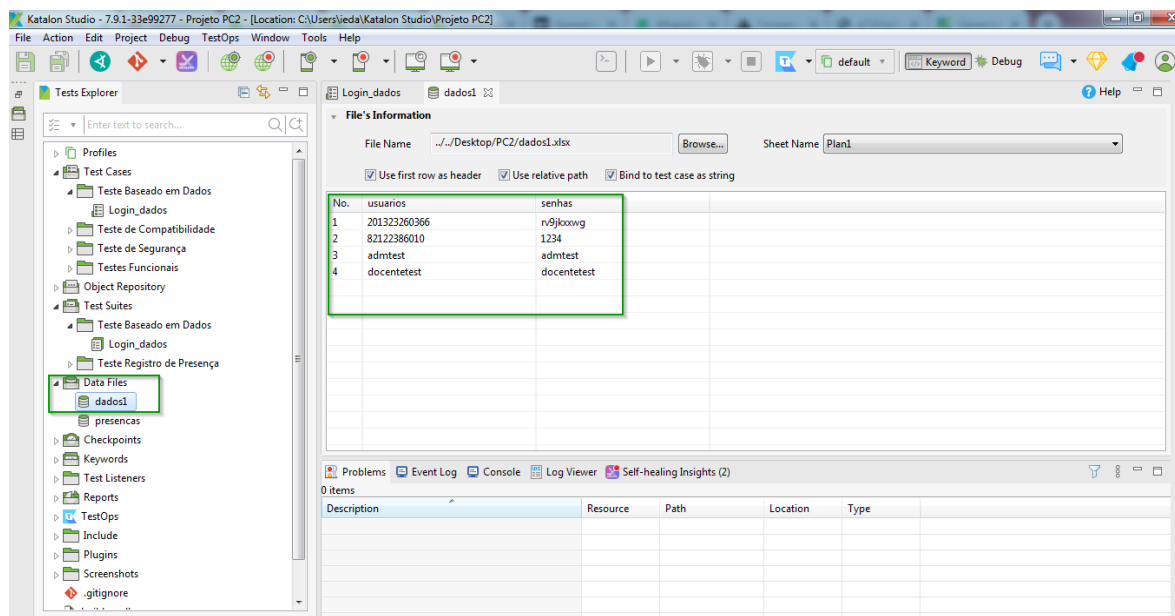 Katalon Studio - 7.9.1-33e99277 - Projeto PC2 - [Location: C:\Users\ieda\Katalon Studio\Projeto PC2]
File Action Edit Project Debug TestOps Window Tools Help
default Keyword Debug
Tests Explorer
Enter text to search...
Profiles
Test Cases
Teste Baseado em Dados
Login_dados
Teste de Compatibilidade
Teste de Segurança
Testes Funcionais
Object Repository
Test Suites
Teste Baseado em Dados
Login_dados
Teste Registro de Presença
Data Files
dados1
presencas
Checkpoints
Keywords
Test Listeners
Reports
TestOps
Include
Plugins
Screenshots
.gitignore
Login_dados dados1 Help
File's Information
File Name ../../Desktop/PC2/dados1.xlsx Browse... Sheet Name Plan1
Use first row as header Use relative path Bind to test case as string
No. usuarios senhas
1 201323260366 rv9jkxxwg
2 82122386010 1234
3 admtest admtest
4 docentetest docentetest
Problems Event Log Console Log Viewer Self-healing Insights (2)
0 items
Description Resource Path Location Type